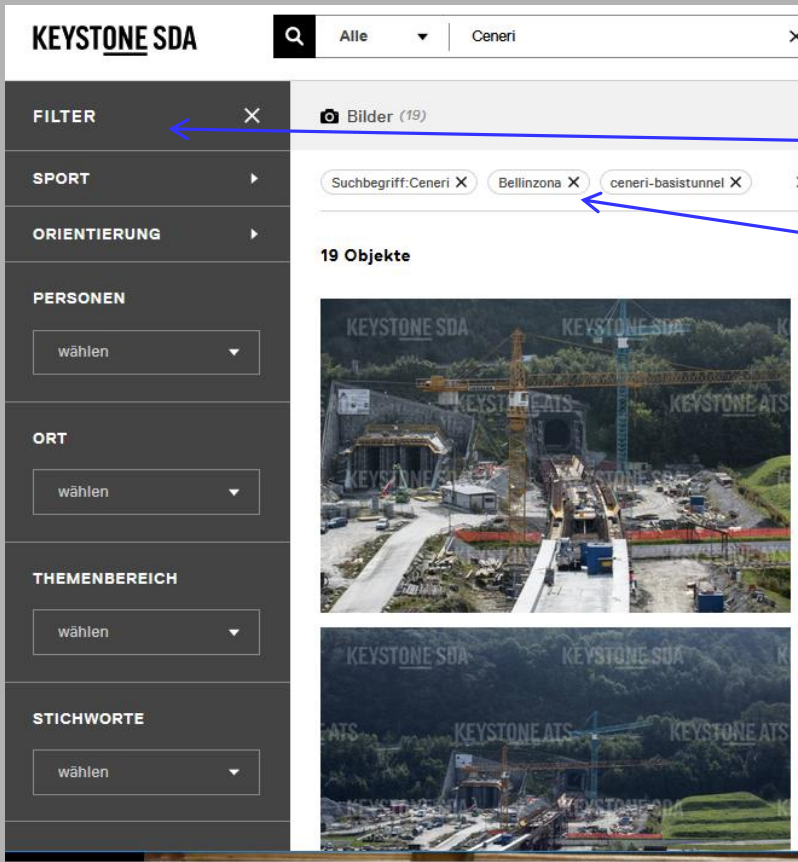 KEYSTONE SDA
Alle
Ceneri
FILTER
Bilder (19)
SPORT
Suchbegriff:Ceneri
Bellinzona
ceneri-basistunnel
ORIENTIERUNG
19 Objekte
PERSONEN
wählen
ORT
wählen
THEMENBEREICH
wählen
STICHWORTE
wählen
KEYSTONE SDA
KEYSTONE SDA
KEYSTONE ATS
KEYSTONE ATS
KEYSTONE SDA
KEYSTONE SDA
ATS
KEYSTONE ATS
KEYSTONE ATS